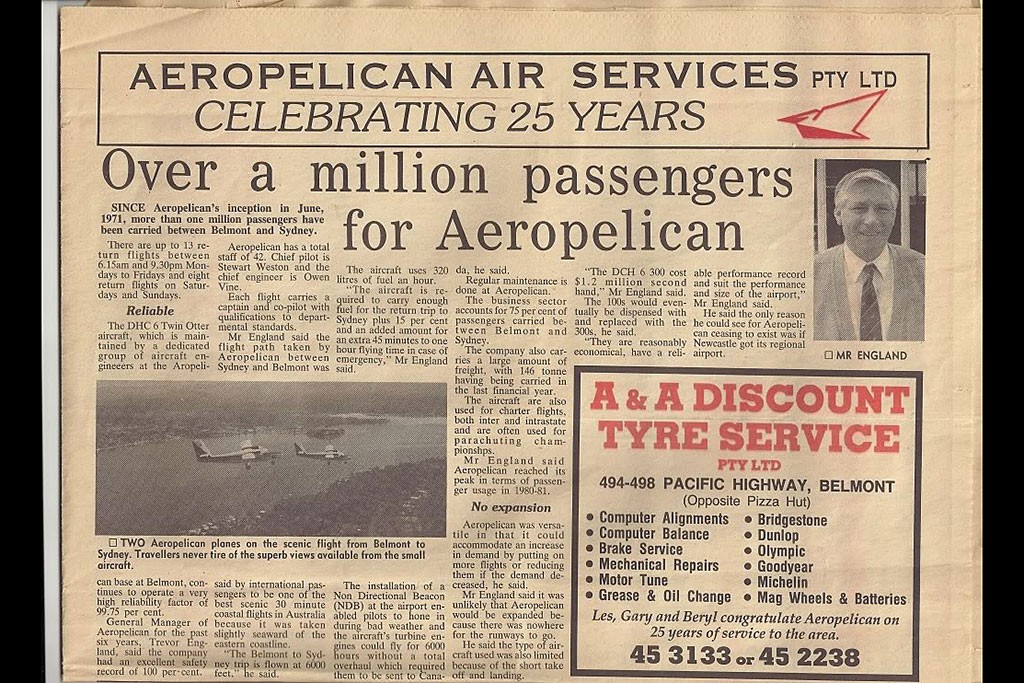 AEROPELICAN AIR SERVICES PTY LTD
CELEBRATING 25 YEARS
Over a million passengers
for Aeropelican
SINCE Aeropelican's inception in June,
1971, more than one million passengers have
been carried between Belmont and Sydney.
There are up to 13 re-
turn flights between
6.15am and 9.30pm Mon-
days to Fridays and eight
return flights on Satur-
days and Sundays.
Reliable
The DHC 6 Twin Otter
aircraft, which is main-
tained by a dedicated
group of aircraft en-
gineers at the Aropeli-
□ TWO Aeropelican planes on the scenic flight from Belmont to
Sydney. Travellers never tire of the superb views available from the small
aircraft.
can base at Belmont, con-
tinues to operate a very
high reliability factor of
99.75 per cent.
General Manager of
Aeropelican for the past
six years, Trevor Eng-
land, said the company
had an excellent safety
record of 100 per cent.
Aeropelican has a total
staff of 42. Chief pilot is
Stewart Weston and the
chief engineer is Owen
Vine.
Each flight carries a
captain and co-pilot with
qualifications to depart-
mental standards.
Mr England said the
flight path taken by
Aeropelican between
Sydney and Belmont was
said by international pas-
sengers to be one of the
best scenic 30 minute
coastal flights in Australia
because it was taken
slightly seaward of the
eastern coastline.
"The Belmont to Syd-
ney trip is flown at 6000
feet," he said.
The aircraft uses 320
litres of fuel an hour.
"The aircraft is re-
quired to carry enough
fuel for the return trip to
Sydney plus 15 per cent
and an added amount for
an extra 45 minutes to one
hour flying time in case of
emergency," Mr England
said.
The installation of a
Non Directional Beacon
(NDB) at the airport en-
abled pilots to hone in
during bad weather and
the aircraft's turbine en-
gines could fly for 6000
hours without a total
overhaul which required
them to be sent to Cana-
da, he said.
Regular maintenance is
done at Aeropelican.
The business sector
accounts for 75 per cent of
passengers carried be-
tween Belmont and
Sydney.
The company also car-
ries a large amount of
freight, with 146 tonne
having being carried in
the last financial year.
The aircraft are also
used for charter flights,
both inter and intrastate
and are often used for
parachuting cham-
pionshps.
Mr England said
Aeropelican reached its
peak in terms of passen-
ger usage in 1980-81.
No expansion
Aeropelican was versa-
tile in that it could
accommodate an increase
in demand by putting on
more flights or reducing
them if the demand de-
creased, he said.
Mr England said it was
unlikely that Aeropelican
would be expanded be-
cause there was nowhere
for the runways to go.
He said the type of air-
craft used was also limited
because of the short take
off and landing.
"The DCH 6 300 cost
$1.2 million second
hand," Mr England said.
The 100s would even-
tually be dispensed with
and replaced with the
300s, he said.
"They are reasonably
economical, have a reli-
able performance record
and suit the performance
and size of the airport,"
Mr England said.
He said the only reason
he could see for Aeropeli-
can ceasing to exist was if
Newcastle got its regional
airport.
□ MR ENGLAND
A & A DISCOUNT
TYRE SERVICE
PTY LTD
494-498 PACIFIC HIGHWAY, BELMONT
(Opposite Pizza Hut)
• Computer Alignments
• Computer Balance
• Brake Service
• Mechanical Repairs
• Motor Tune
• Grease & Oil Change
• Bridgestone
• Dunlop
• Olympic
• Goodyear
• Michelin
• Mag Wheels & Batteries
Les, Gary and Beryl congratulate Aeropelican on
25 years of service to the area.
45 3133 or 45 2238